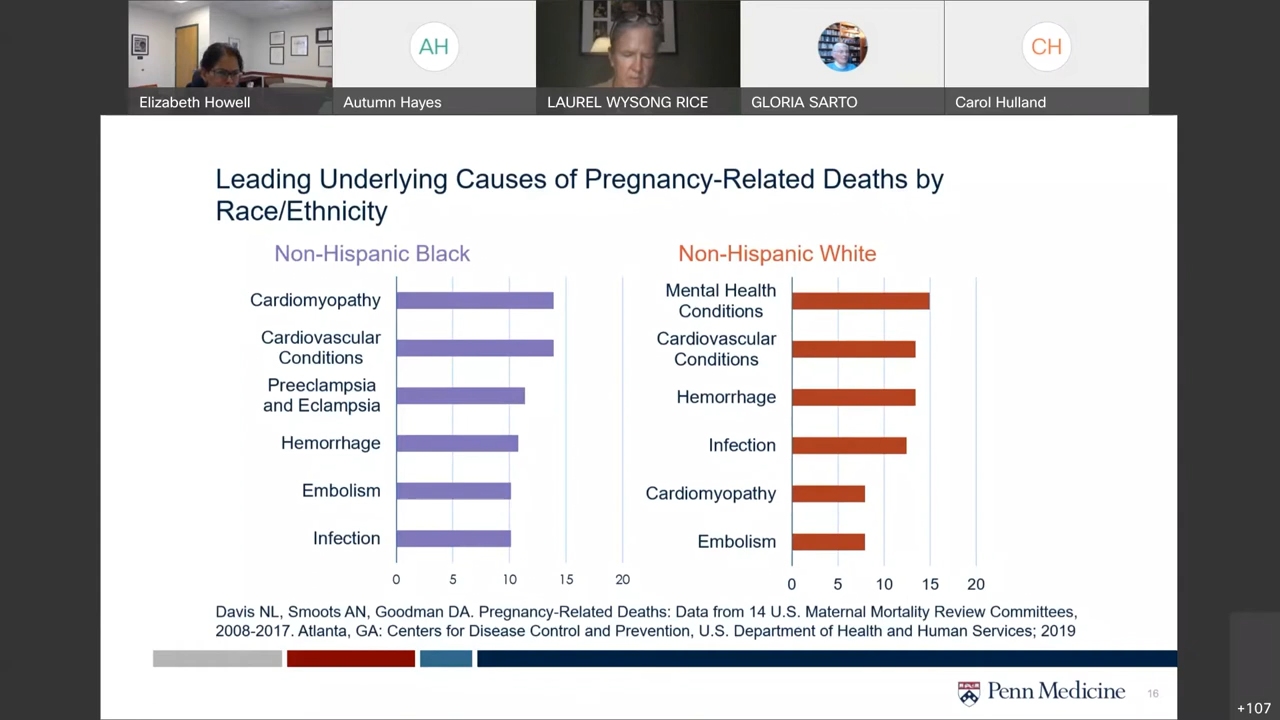 AH
CH
Elizabeth Howell
Autumn Hayes
LAUREL WYSONG RICE
GLORIA SARTO
Carol Hulland
Leading Underlying Causes of Pregnancy-Related Deaths by
Race/Ethnicity
Non-Hispanic Black
Cardiomyopathy
Cardiovascular
Conditions
Preeclampsia
and Eclampsia
Hemorrhage
Embolism
Infection
0 5 10 15 20
Non-Hispanic White
Mental Health
Conditions
Cardiovascular
Conditions
Hemorrhage
Infection
Cardiomyopathy
Embolism
0 5 10 15 20
Davis NL, Smoots AN, Goodman DA. Pregnancy-Related Deaths: Data from 14 U.S. Maternal Mortality Review Committees,
2008-2017. Atlanta, GA: Centers for Disease Control and Prevention, U.S. Department of Health and Human Services; 2019
Penn Medicine
16
+107